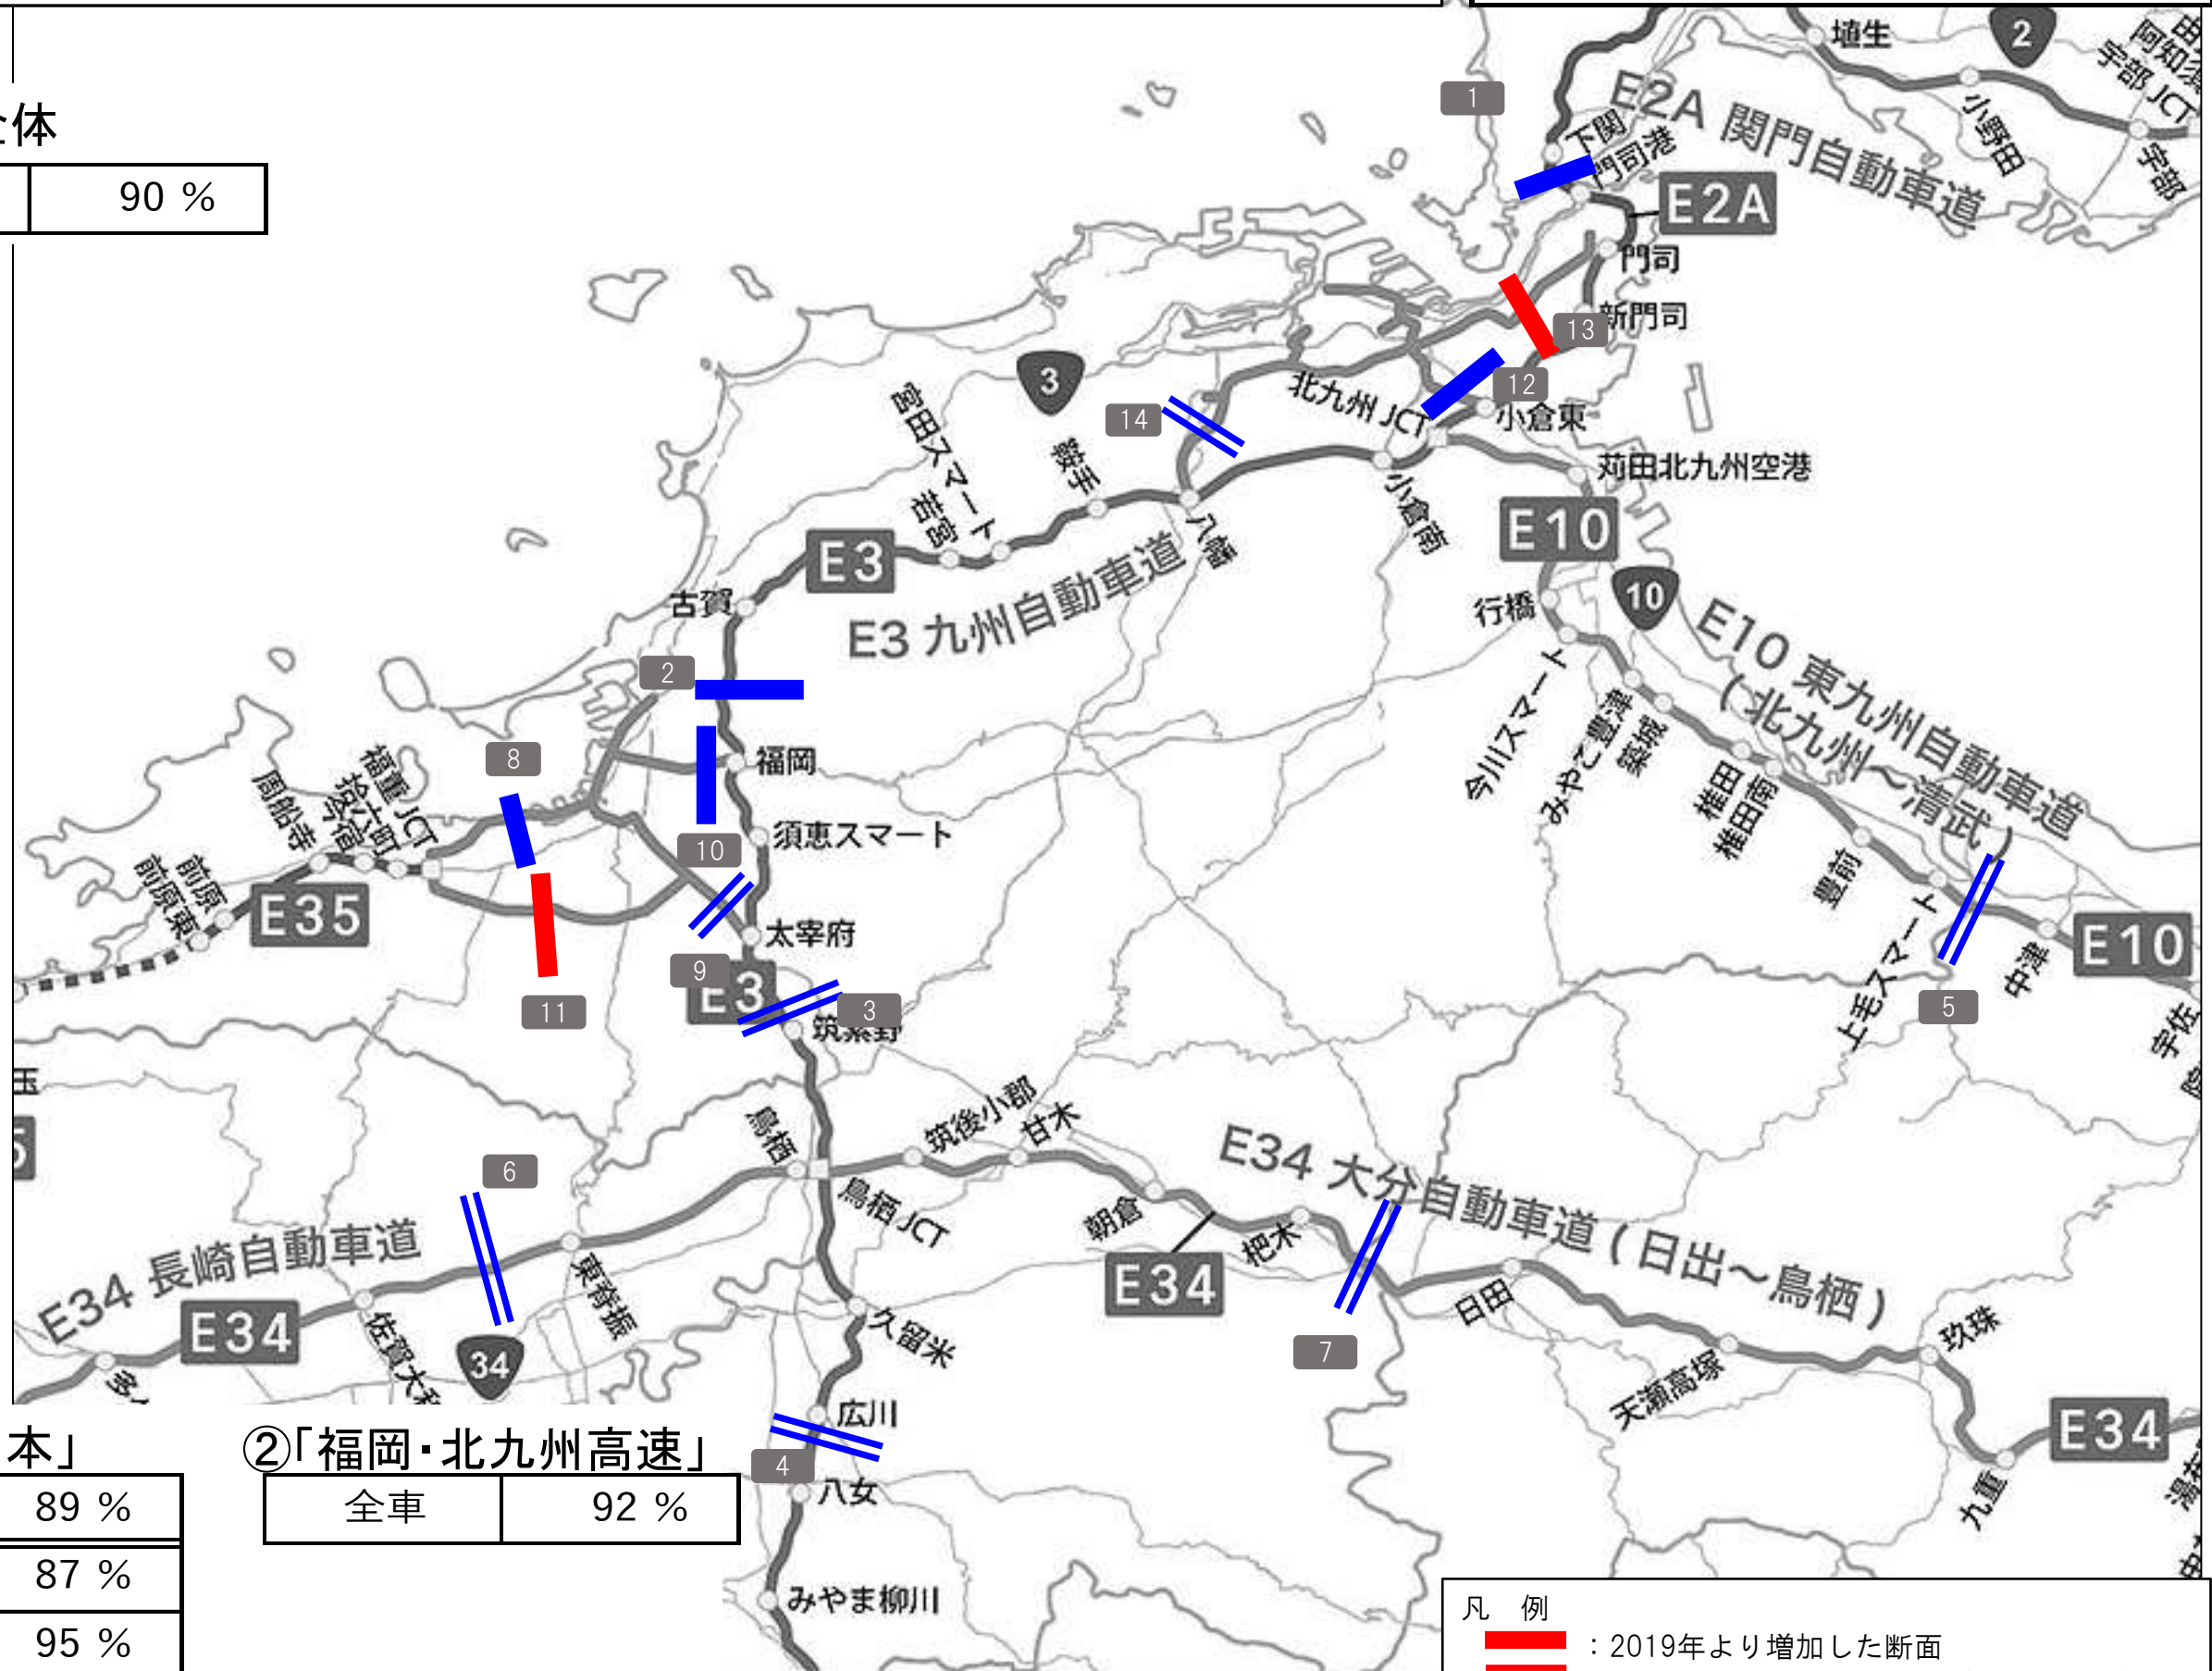 全体
90 %
1
2
埴生
小野田
宇部 JCT
宇部
E2A 関門自動車道
下関
門司港
E2A
門司
新門司
13
12
小倉東
北九州 JCT
14
3
宮田スマート
若宮
鞍手
八幡
小倉南
苅田北九州空港
E10
10
行橋
E10 東九州自動車道
(北九州～清武)
今川スマート
みやこ豊津
築城
椎田
椎田南
豊前
上毛スマート
中津
E10
宇佐
5
E3
E3 九州自動車道
古賀
2
福岡
8
10
須恵スマート
福重 JCT
拾六町
今宿
周船寺
前原
前原東
E35
11
太宰府
9
E3
3
筑紫野
鳥栖
筑後小郡
甘木
鳥栖 JCT
朝倉
杷木
E34 大分自動車道 (日出～鳥栖)
E34
7
日田
天瀬高塚
玖珠
九重
E34
6
E34 長崎自動車道
E34
東脊振
佐賀大和
34
久留米
広川
4
八女
みやま柳川
本」
89 %
87 %
95 %
②「福岡・北九州高速」
全車
92 %
凡 例
：2019年より増加した断面